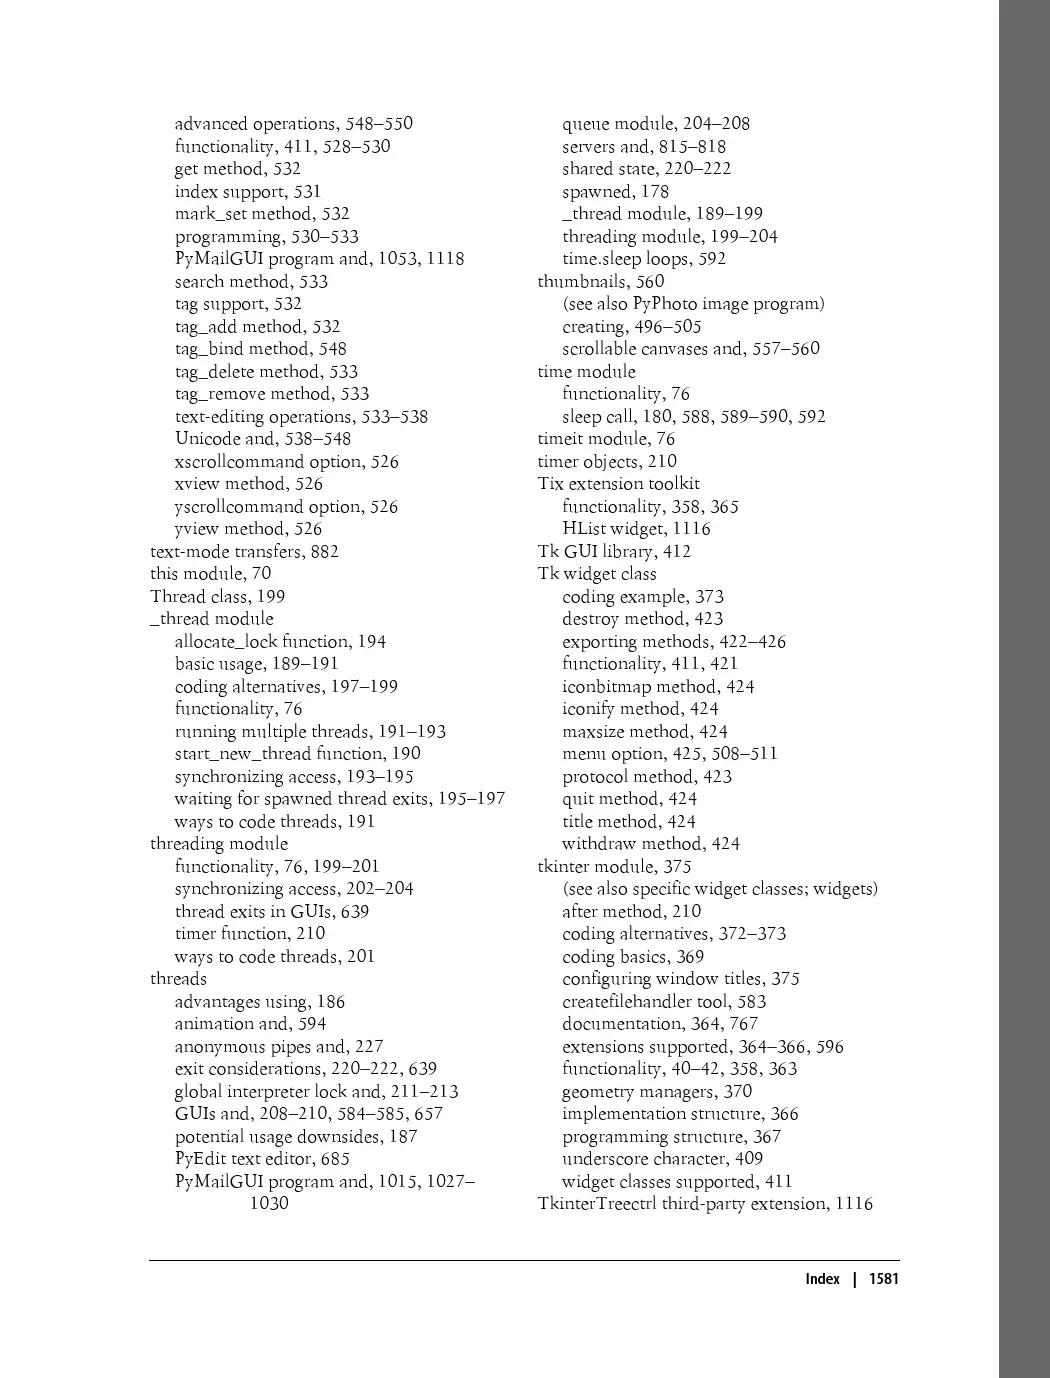 advanced operations, 548–550
functionality, 411, 528–530
get method, 532
index support, 531
mark_set method, 532
programming, 530–533
PyMailGUI program and, 1053, 1118
search method, 533
tag support, 532
tag_add method, 532
tag_bind method, 548
tag_delete method, 533
tag_remove method, 533
text-editing operations, 533–538
Unicode and, 538–548
xscrollcommand option, 526
xview method, 526
yscrollcommand option, 526
yview method, 526
text-mode transfers, 882
this module, 70
Thread class, 199
_thread module
allocate_lock function, 194
basic usage, 189–191
coding alternatives, 197–199
functionality, 76
running multiple threads, 191–193
start_new_thread function, 190
synchronizing access, 193–195
waiting for spawned thread exits, 195–197
ways to code threads, 191
threading module
functionality, 76, 199–201
synchronizing access, 202–204
thread exits in GUIs, 639
timer function, 210
ways to code threads, 201
threads
advantages using, 186
animation and, 594
anonymous pipes and, 227
exit considerations, 220–222, 639
global interpreter lock and, 211–213
GUIs and, 208–210, 584–585, 657
potential usage downsides, 187
PyEdit text editor, 685
PyMailGUI program and, 1015, 1027–
1030
queue module, 204–208
servers and, 815–818
shared state, 220–222
spawned, 178
_thread module, 189–199
threading module, 199–204
time.sleep loops, 592
thumbnails, 560
(see also PyPhoto image program)
creating, 496–505
scrollable canvases and, 557–560
time module
functionality, 76
sleep call, 180, 588, 589–590, 592
timeit module, 76
timer objects, 210
Tix extension toolkit
functionality, 358, 365
HList widget, 1116
Tk GUI library, 412
Tk widget class
coding example, 373
destroy method, 423
exporting methods, 422–426
functionality, 411, 421
iconbitmap method, 424
iconify method, 424
maxsize method, 424
menu option, 425, 508–511
protocol method, 423
quit method, 424
title method, 424
withdraw method, 424
tkinter module, 375
(see also specific widget classes; widgets)
after method, 210
coding alternatives, 372–373
coding basics, 369
configuring window titles, 375
createfilehandler tool, 583
documentation, 364, 767
extensions supported, 364–366, 596
functionality, 40–42, 358, 363
geometry managers, 370
implementation structure, 366
programming structure, 367
underscore character, 409
widget classes supported, 411
TkinterTreectrl third-party extension, 1116
Index | 1581